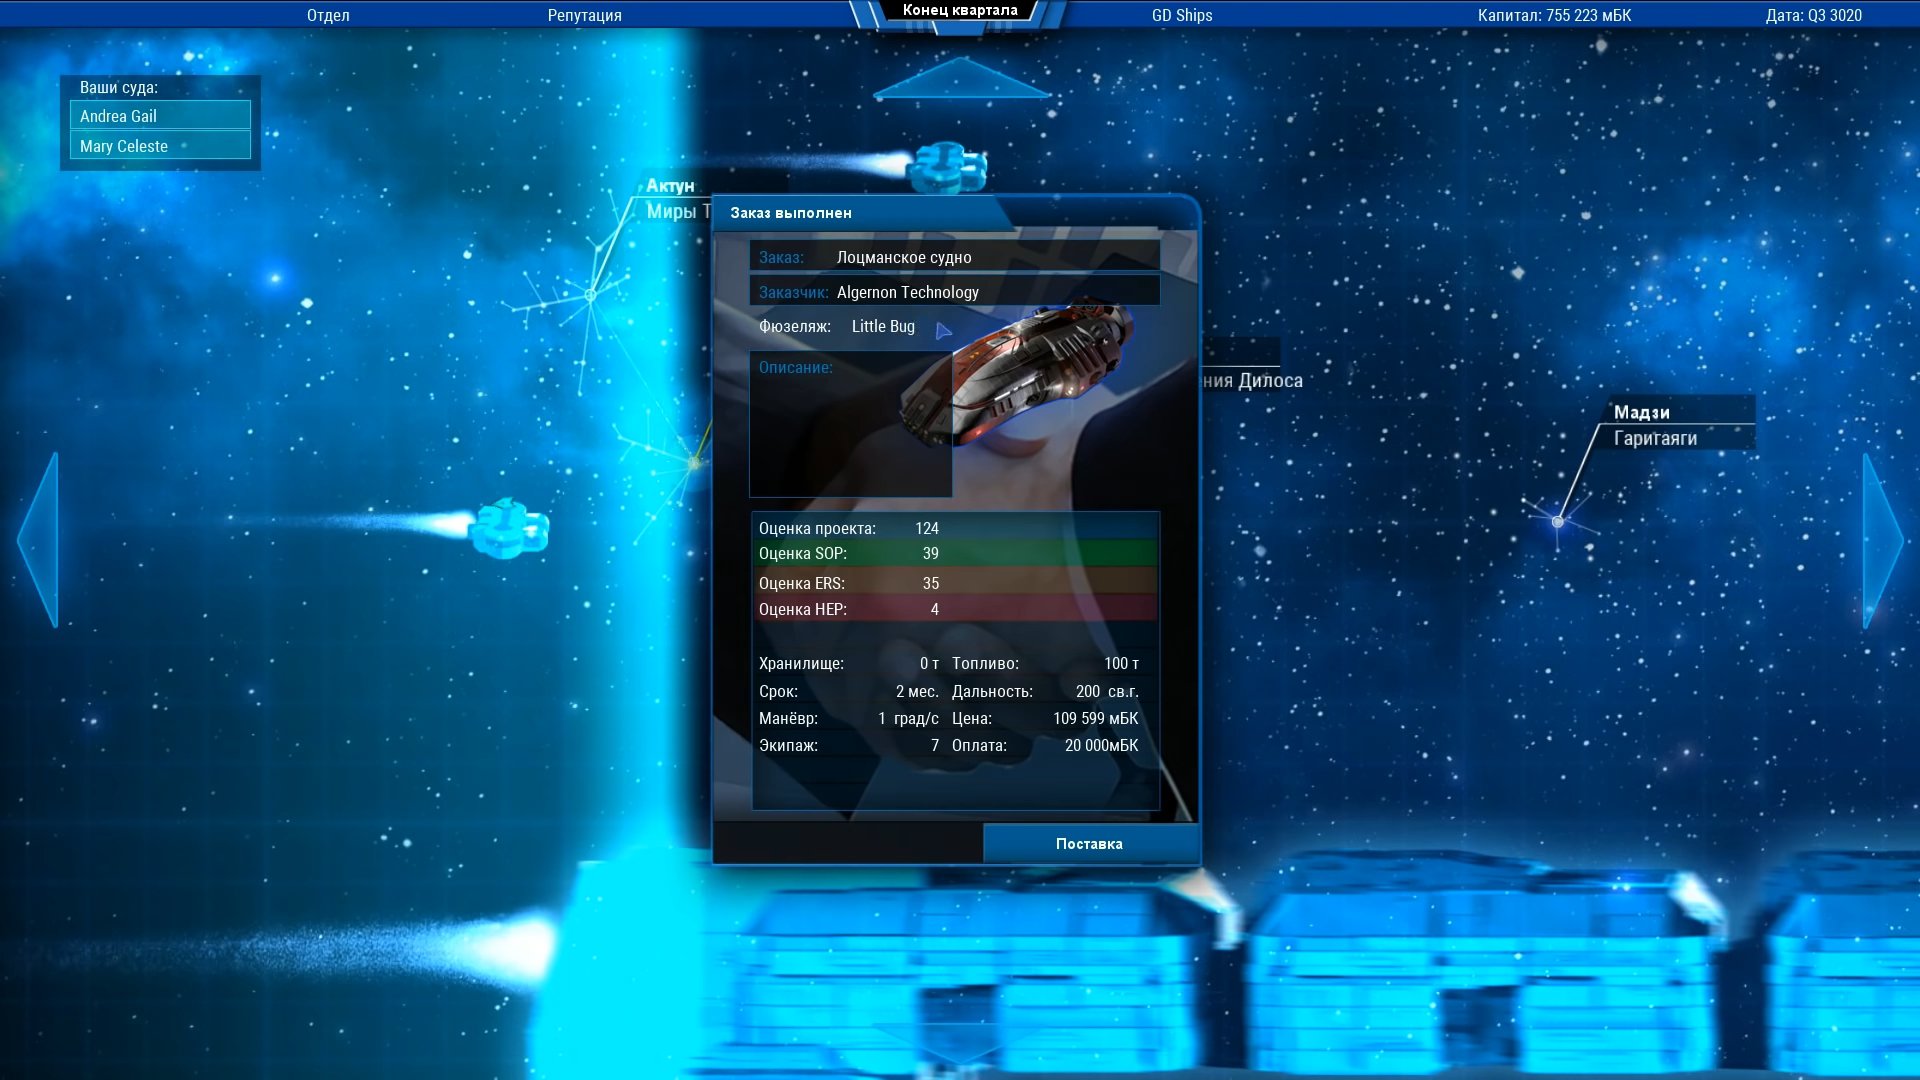 Отдел
Репутация
Конец квартала
GD Ships
Капитал: 755 223 мБК
Дата: Q3 3020
Ваши суда:
Andrea Gail
Mary Celeste
Актун
Миры Т
Заказ выполнен
Заказ: Лоцманское судно
Заказчик: Algernon Technology
Фюзеляж: Little Bug
Описание:
ния Дилоса
Мадзи
Гаритаяги
Оценка проекта: 124
Оценка SOP: 39
Оценка ERS: 35
Оценка HEP: 4
Хранилище: 0 т Топливо: 100 т
Срок: 2 мес. Дальность: 200 св.г.
Манёвр: 1 град/с Цена: 109 599 мБК
Экипаж: 7 Оплата: 20 000мБК
Поставка